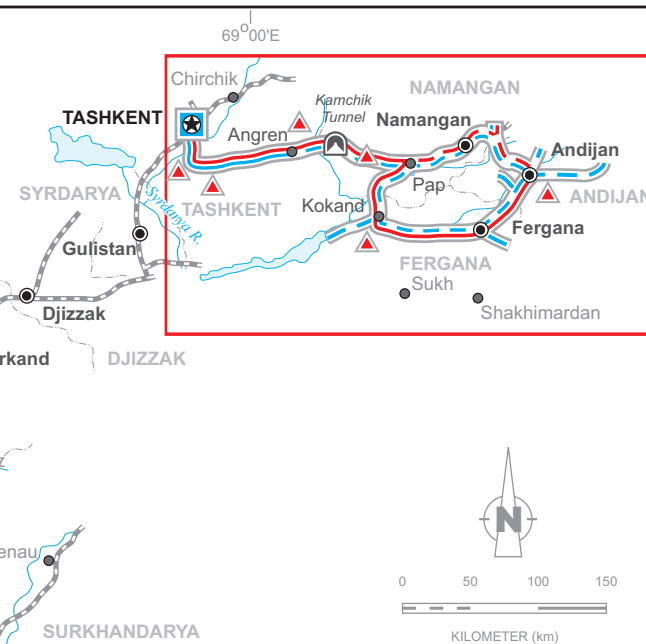 69°00'E
Chirchik
NAMANGAN
Kamchik
Tunnel
TASHKENT
Namangan
Angren
Andijan
Pap
SYRDARYA
Syrdarya R.
TASHKENT
Kokand
ANDIJAN
Gulistan
Fergana
FERGANA
Sukh
Djizzak
Shakhimardan
rkand
DJIZZAK
enau
N
0 50 100 150
KILOMETER (km)
SURKHANDARYA